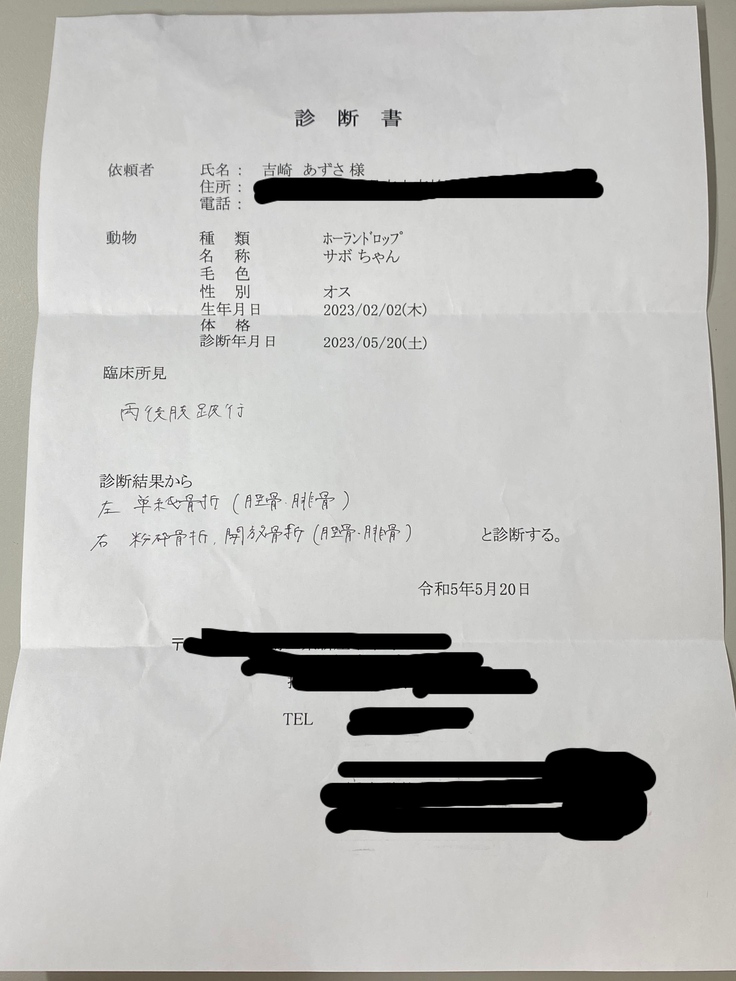 診断書
依頼者 氏名： 吉崎 あずさ 様
住所：
電話：
動物 種類 ﾎｰﾗﾝﾄﾞﾛｯﾌﾟ
名称 サボちゃん
毛色
性別 オス
生年月日 2023/02/02(木)
体格
診断年月日 2023/05/20(土)
臨床所見
両後肢跛行
診断結果から
左 単純骨折 (脛骨・腓骨)
右 粉砕骨折、開放骨折 (脛骨・腓骨) と診断する。
令和5年5月20日
〒
TEL